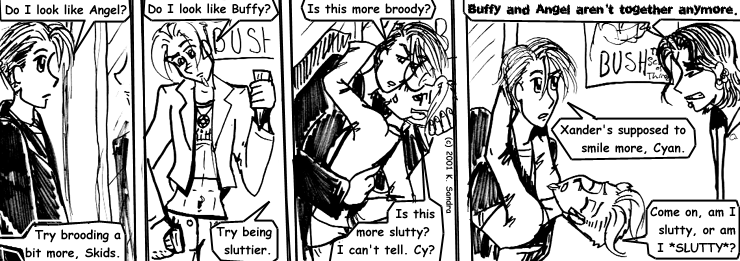 Do I look like Angel?
Try brooding a
bit more, Skids.
Do I look like Buffy?
BUSH
Try being
sluttier.
Is this more broody?
Is this
more slutty?
I can't tell. Cy?
(c) 2001 K. Sandra
Buffy and Angel aren't together anymore.
BUSH
Xander's supposed to
smile more, Cyan.
Come on, am I
slutty, or am
I *SLUTTY*?